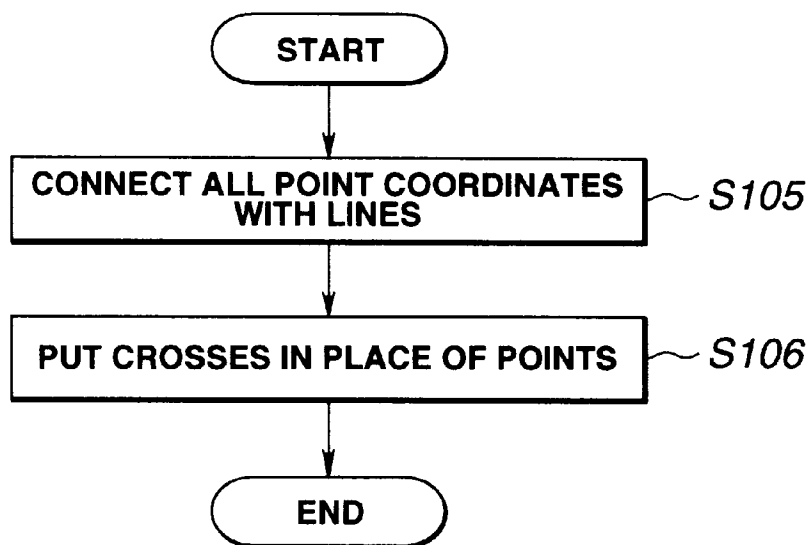 START
CONNECT ALL POINT COORDINATES
WITH LINES
S105
PUT CROSSES IN PLACE OF POINTS
S106
END